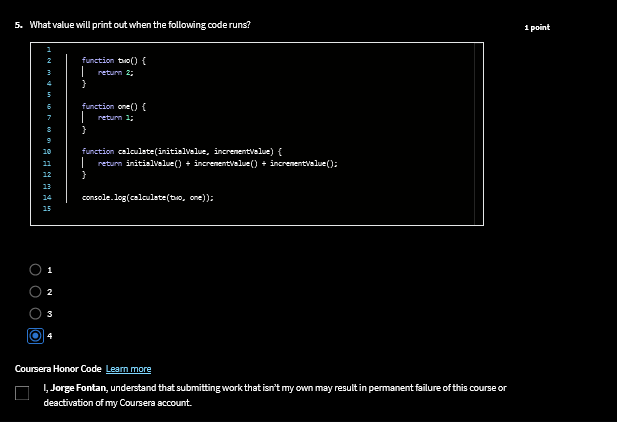 5. What value will print out when the following code runs?
1 point
1
2 function two() {
3 return 2;
4 }
5
6 function one() {
7 return 1;
8 }
9
10 function calculate(initialValue, incrementValue) {
11 return initialValue() + incrementValue() + incrementValue();
12 }
13
14 console.log(calculate(two, one));
15
1
2
3
4
Coursera Honor Code Learn more
I, Jorge Fontan, understand that submitting work that isn't my own may result in permanent failure of this course or
deactivation of my Coursera account.